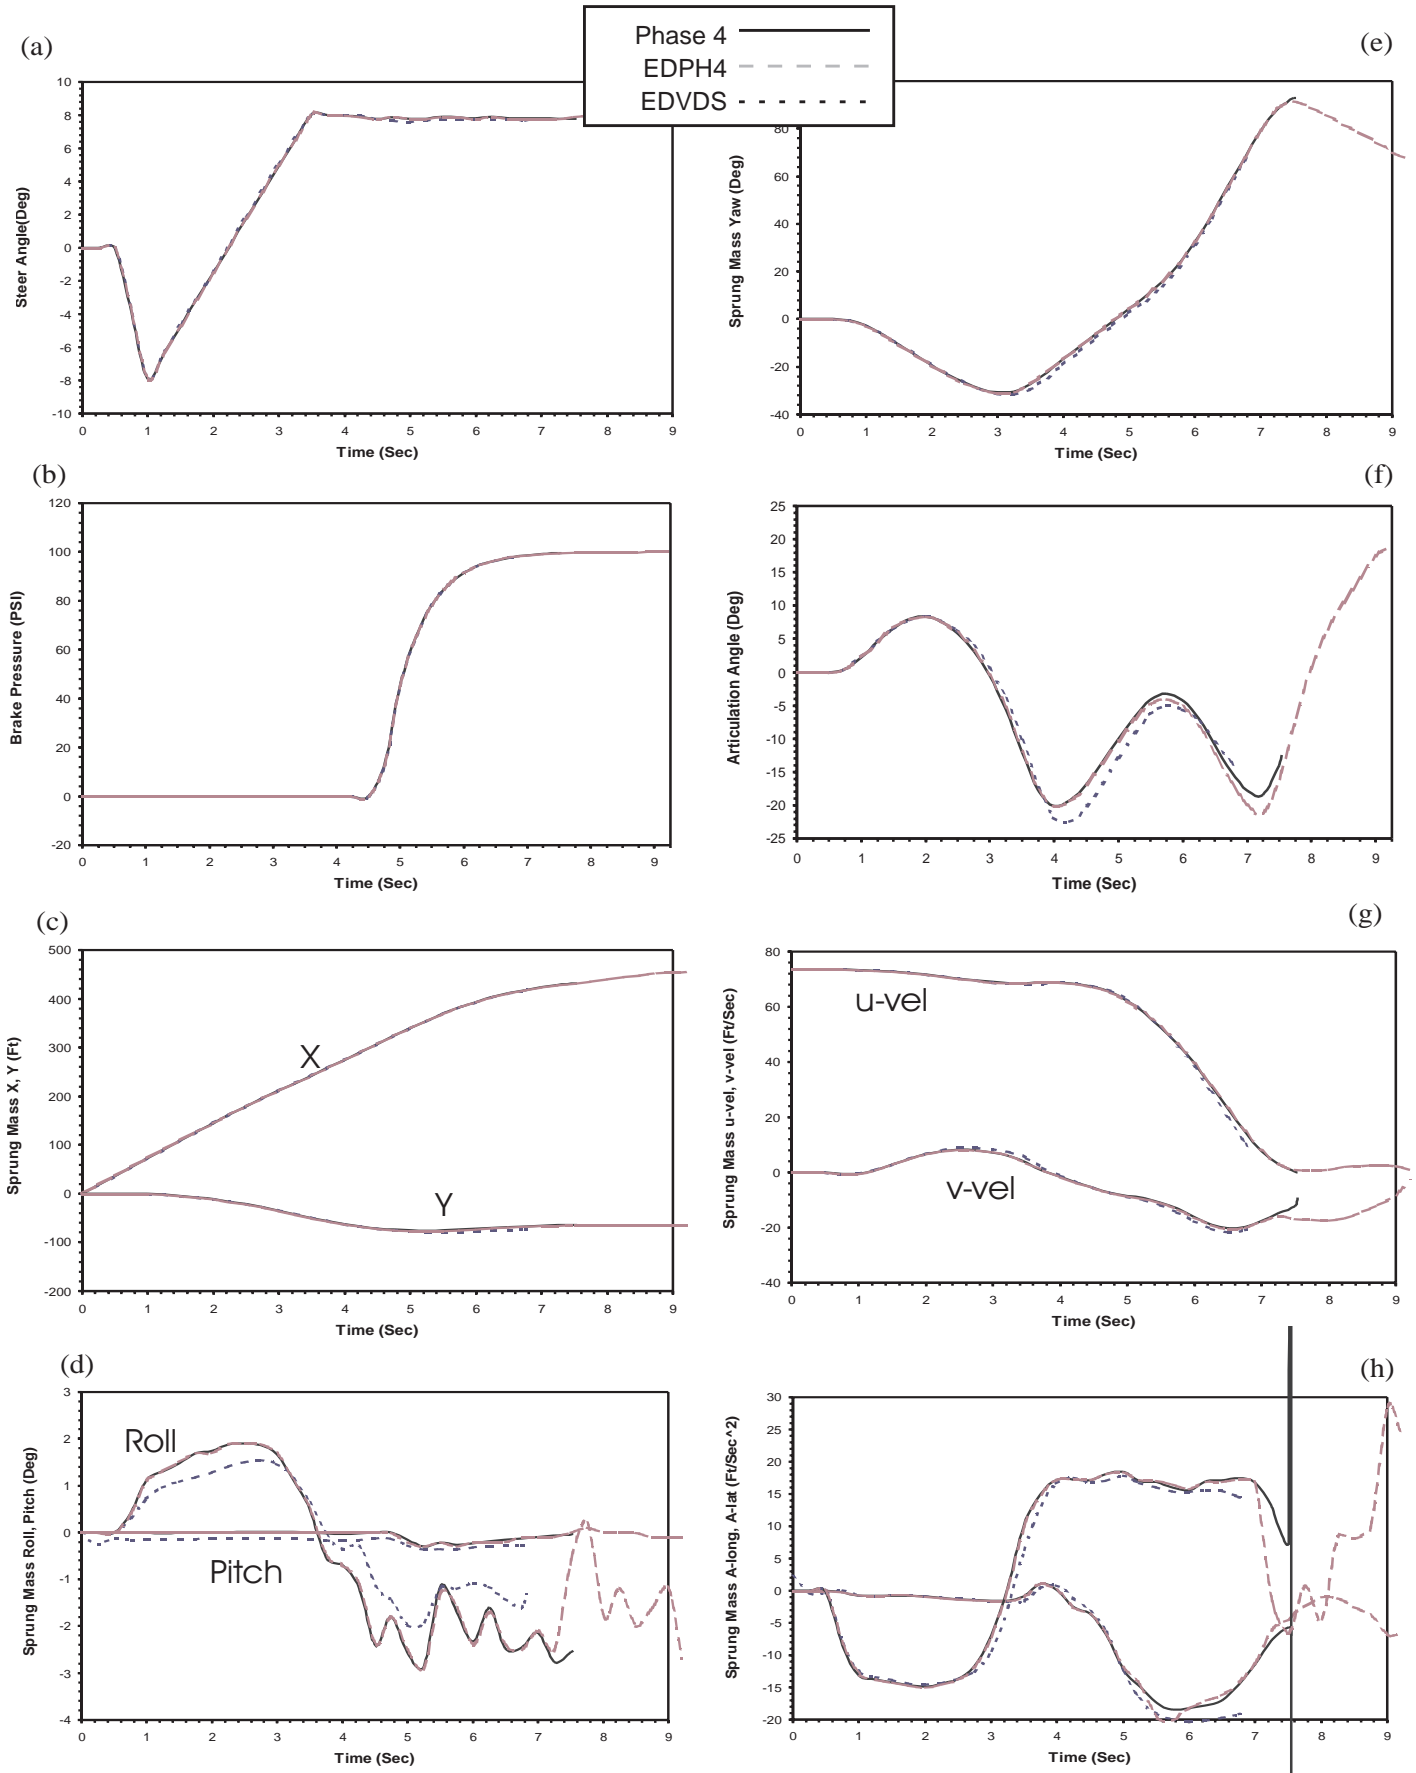 Phase 4
EDPH4
EDVDS
(a)
10
8
6
4
2
0
-2
-4
-6
-8
-10
Steer Angle(Deg)
0 1 2 3 4 5 6 7 8 9
Time (Sec)
(e)
80
60
40
20
0
-20
-40
Sprung Mass Yaw (Deg)
0 1 2 3 4 5 6 7 8 9
Time (Sec)
(b)
120
100
80
60
40
20
0
-20
Brake Pressure (PSI)
0 1 2 3 4 5 6 7 8 9
Time (Sec)
(f)
25
20
15
10
5
0
-5
-10
-15
-20
-25
Articulation Angle (Deg)
0 1 2 3 4 5 6 7 8 9
Time (Sec)
(c)
500
400
300
200
100
0
-100
-200
Sprung Mass X, Y (Ft)
X
Y
0 1 2 3 4 5 6 7 8 9
Time (Sec)
(g)
80
60
40
20
0
-20
-40
Sprung Mass u-vel, v-vel (Ft/Sec)
u-vel
v-vel
0 1 2 3 4 5 6 7 8 9
Time (Sec)
(d)
3
2
1
0
-1
-2
-3
-4
Sprung Mass Roll, Pitch (Deg)
Roll
Pitch
0 1 2 3 4 5 6 7 8 9
Time (Sec)
(h)
30
25
20
15
10
5
0
-5
-10
-15
-20
Sprung Mass A-long, A-lat (Ft/Sec^2)
0 1 2 3 4 5 6 7 8 9
Time (Sec)